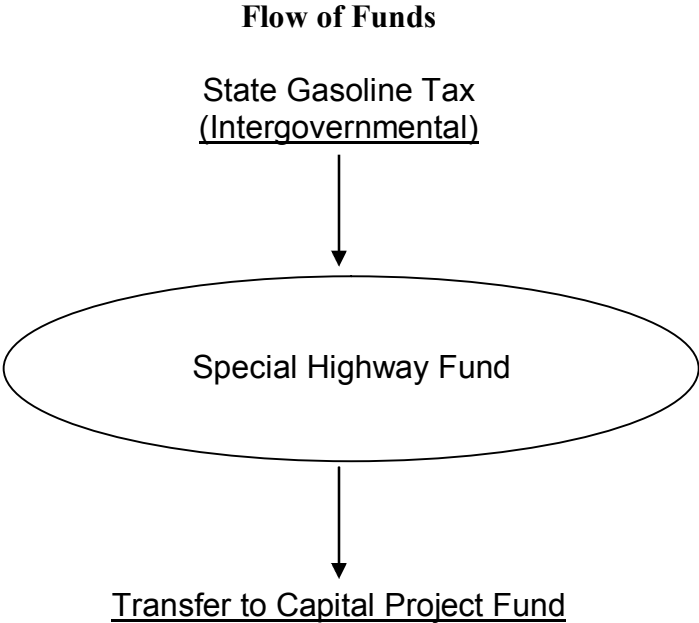 Flow of Funds
State Gasoline Tax
(Intergovernmental)
Special Highway Fund
Transfer to Capital Project Fund